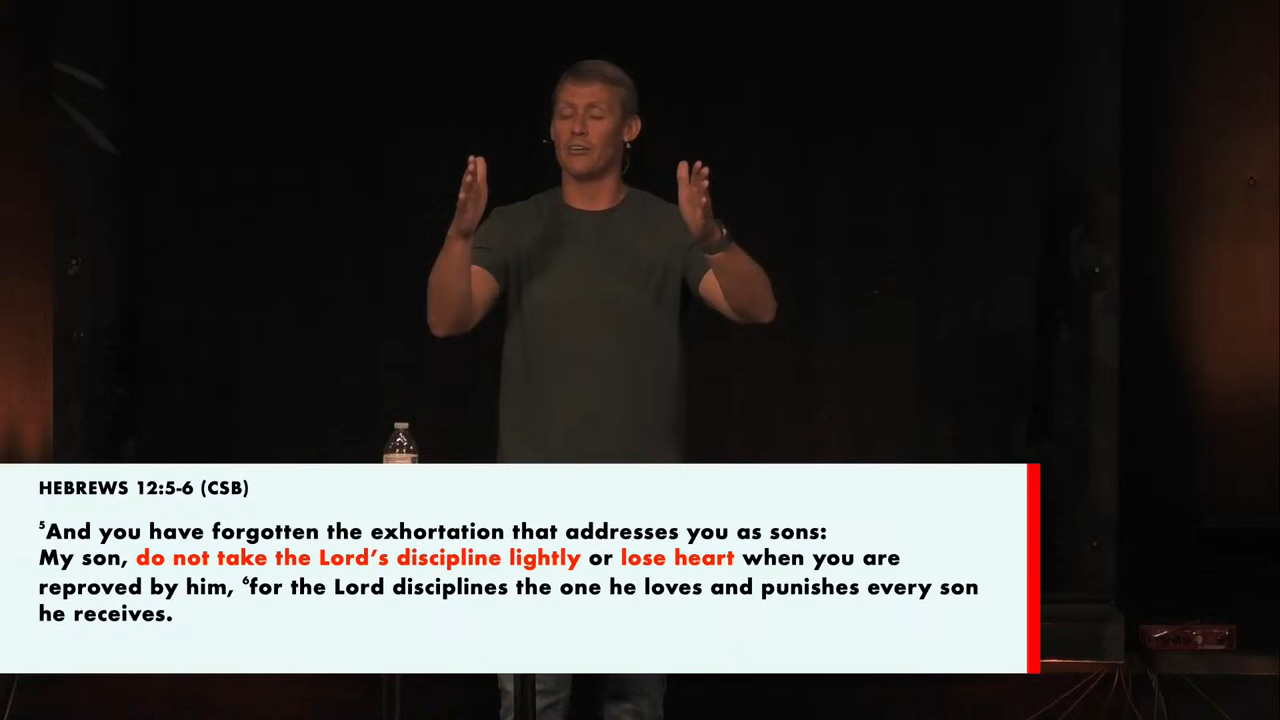 HEBREWS 12:5-6 (CSB)
⁵And you have forgotten the exhortation that addresses you as sons:
My son, do not take the Lord’s discipline lightly or lose heart when you are
reproved by him, ⁶for the Lord disciplines the one he loves and punishes every son
he receives.